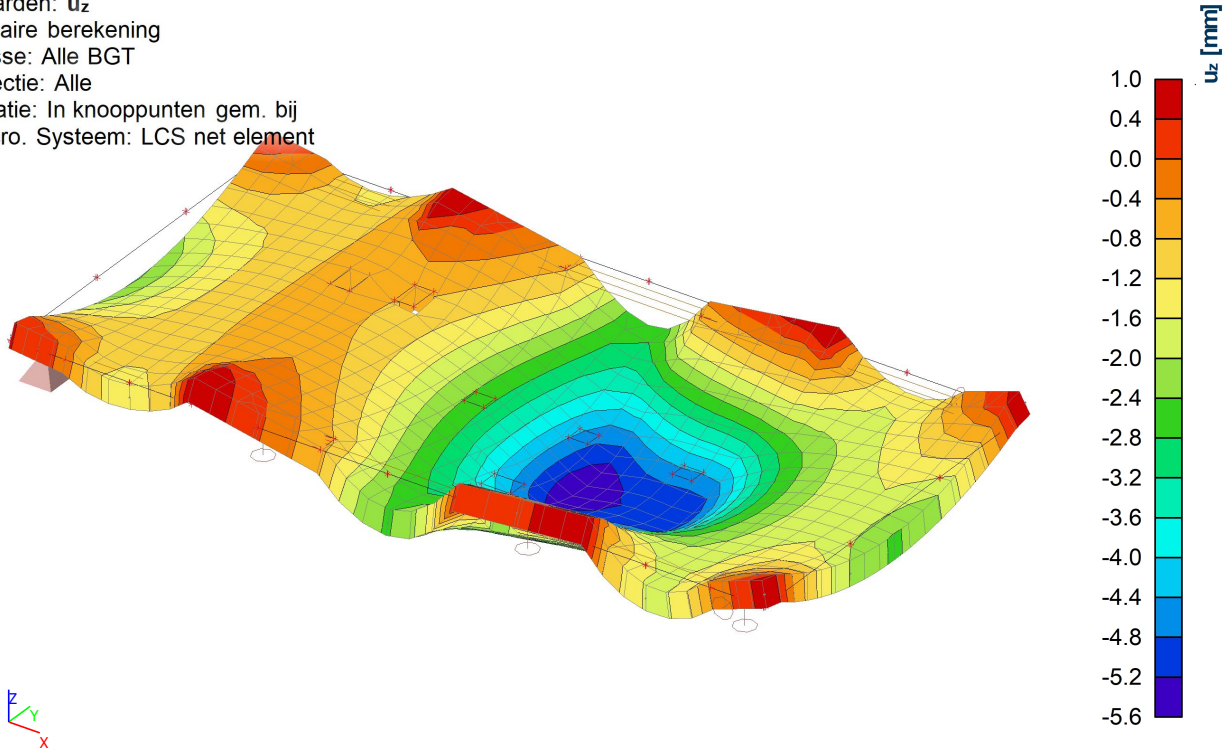 arden: uz
aire berekening
sse: Alle BGT
ectie: Alle
atie: In knooppunten gem. bij
ro. Systeem: LCS net element
uz [mm]
1.0
0.4
0.0
-0.4
-0.8
-1.2
-1.6
-2.0
-2.4
-2.8
-3.2
-3.6
-4.0
-4.4
-4.8
-5.2
-5.6
Z
Y
X